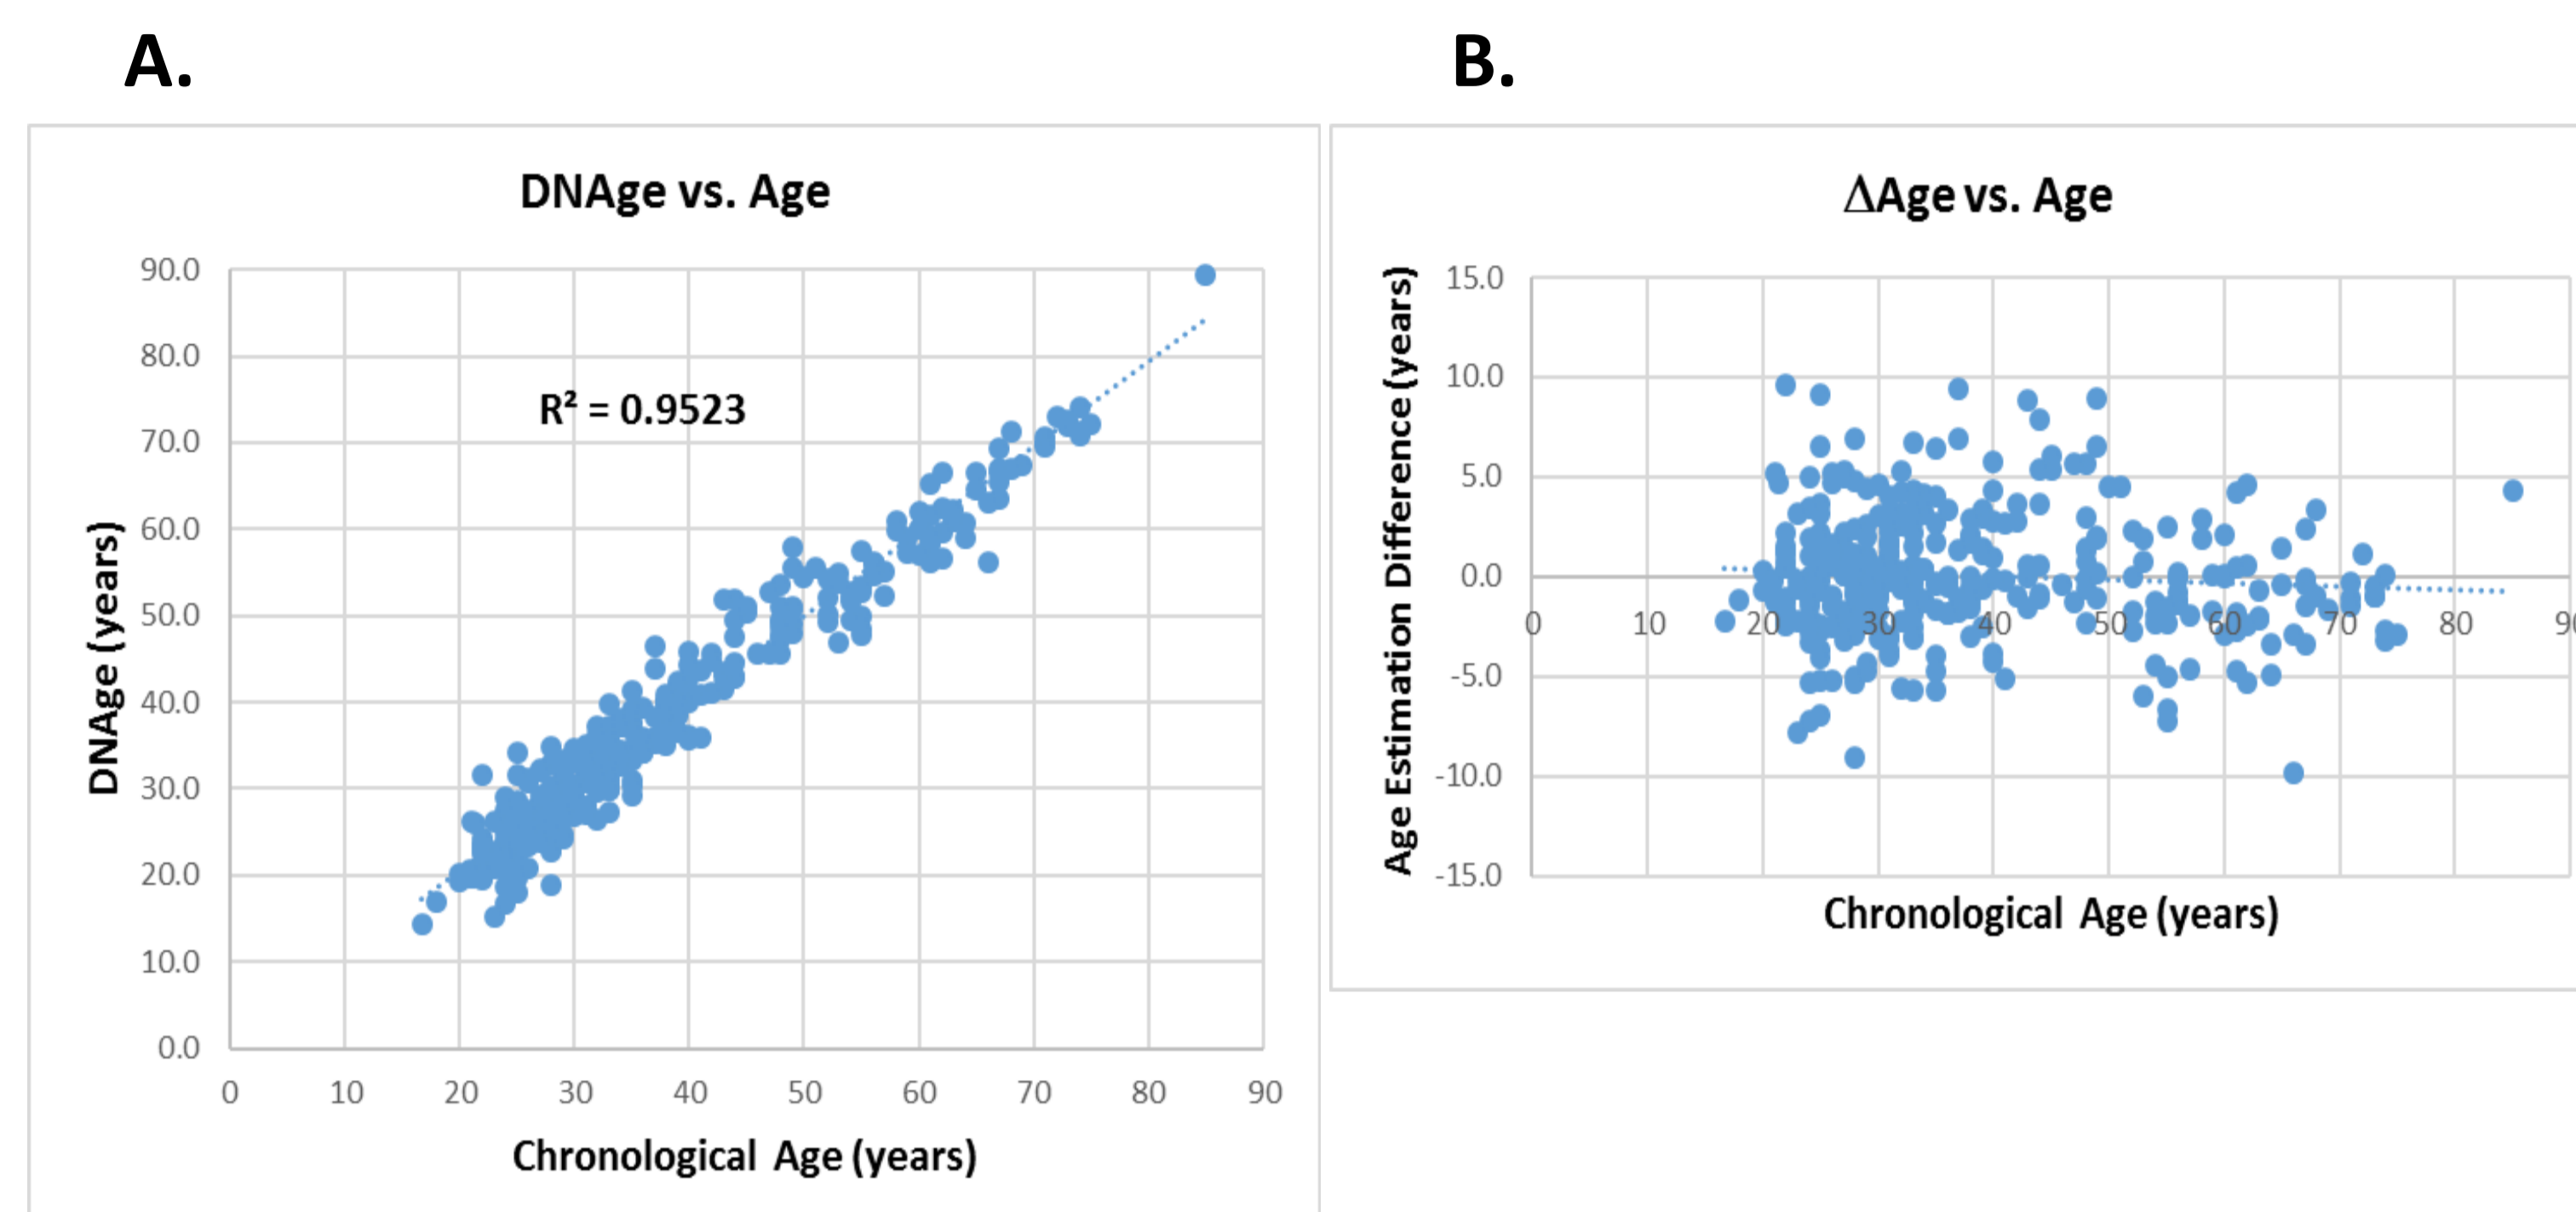 A.
B.
DNAge vs. Age
90.0
80.0
70.0
60.0
50.0
40.0
30.0
20.0
10.0
0.0
R² = 0.9523
DNAge (years)
0 10 20 30 40 50 60 70 80 90
Chronological Age (years)
ΔAge vs. Age
15.0
10.0
5.0
0.0
-5.0
-10.0
-15.0
Age Estimation Difference (years)
0 10 20 30 40 50 60 70 80 90
Chronological Age (years)